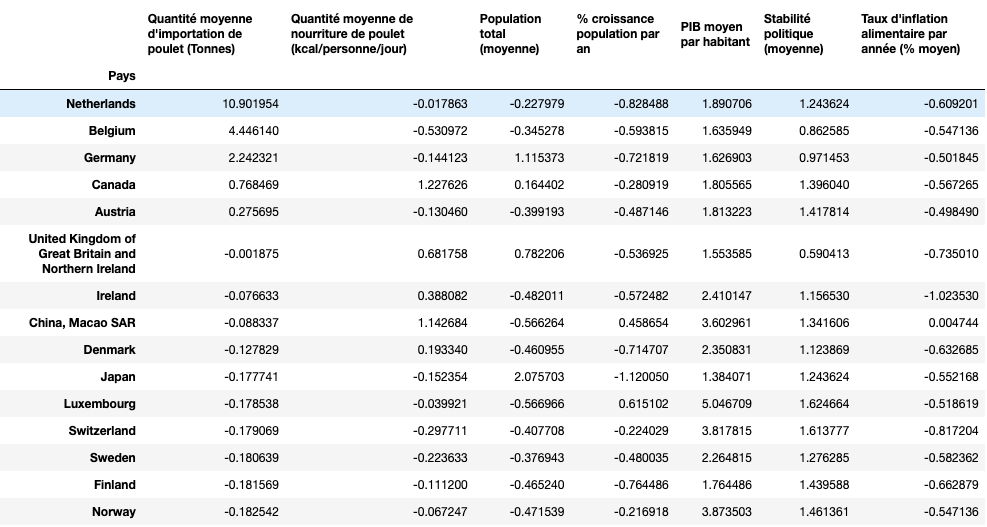 Quantité moyenne d'importation de poulet (Tonnes) Quantité moyenne de nourriture de poulet (kcal/personne/jour) Population total (moyenne) % croissance population par an PIB moyen par habitant Stabilité politique (moyenne) Taux d'inflation alimentaire par année (% moyen)
Pays
Netherlands 10.901954 -0.017863 -0.227979 -0.828488 1.890706 1.243624 -0.609201
Belgium 4.446140 -0.530972 -0.345278 -0.593815 1.635949 0.862585 -0.547136
Germany 2.242321 -0.144123 1.115373 -0.721819 1.626903 0.971453 -0.501845
Canada 0.768469 1.227626 0.164402 -0.280919 1.805565 1.396040 -0.567265
Austria 0.275695 -0.130460 -0.399193 -0.487146 1.813223 1.417814 -0.498490
United Kingdom of Great Britain and Northern Ireland -0.001875 0.681758 0.782206 -0.536925 1.553585 0.590413 -0.735010
Ireland -0.076633 0.388082 -0.482011 -0.572482 2.410147 1.156530 -1.023530
China, Macao SAR -0.088337 1.142684 -0.566264 0.458654 3.602961 1.341606 0.004744
Denmark -0.127829 0.193340 -0.460955 -0.714707 2.350831 1.123869 -0.632685
Japan -0.177741 -0.152354 2.075703 -1.120050 1.384071 1.243624 -0.552168
Luxembourg -0.178538 -0.039921 -0.566966 0.615102 5.046709 1.624664 -0.518619
Switzerland -0.179069 -0.297711 -0.407708 -0.224029 3.817815 1.613777 -0.817204
Sweden -0.180639 -0.223633 -0.376943 -0.480035 2.264815 1.276285 -0.582362
Finland -0.181569 -0.111200 -0.465240 -0.764486 1.764486 1.439588 -0.662879
Norway -0.182542 -0.067247 -0.471539 -0.216918 3.873503 1.461361 -0.547136